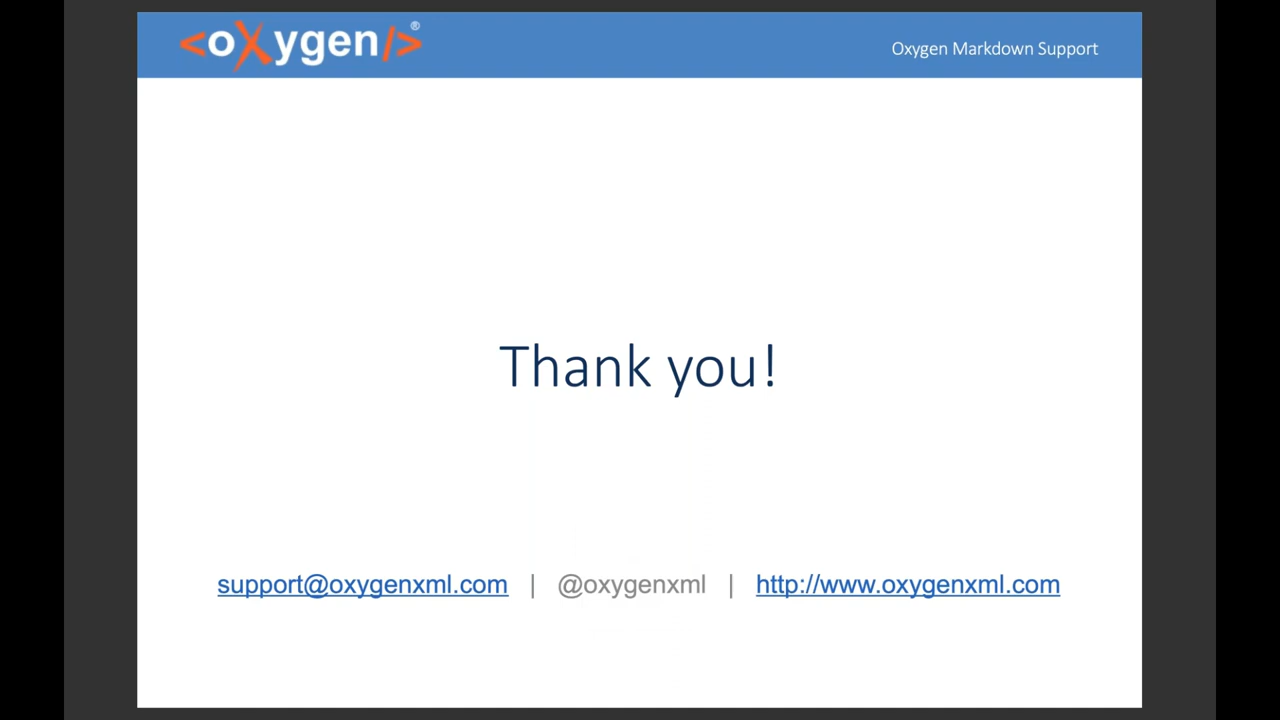 <oXygen/>®
Oxygen Markdown Support
Thank you!
support@oxygenxml.com | @oxygenxml | http://www.oxygenxml.com